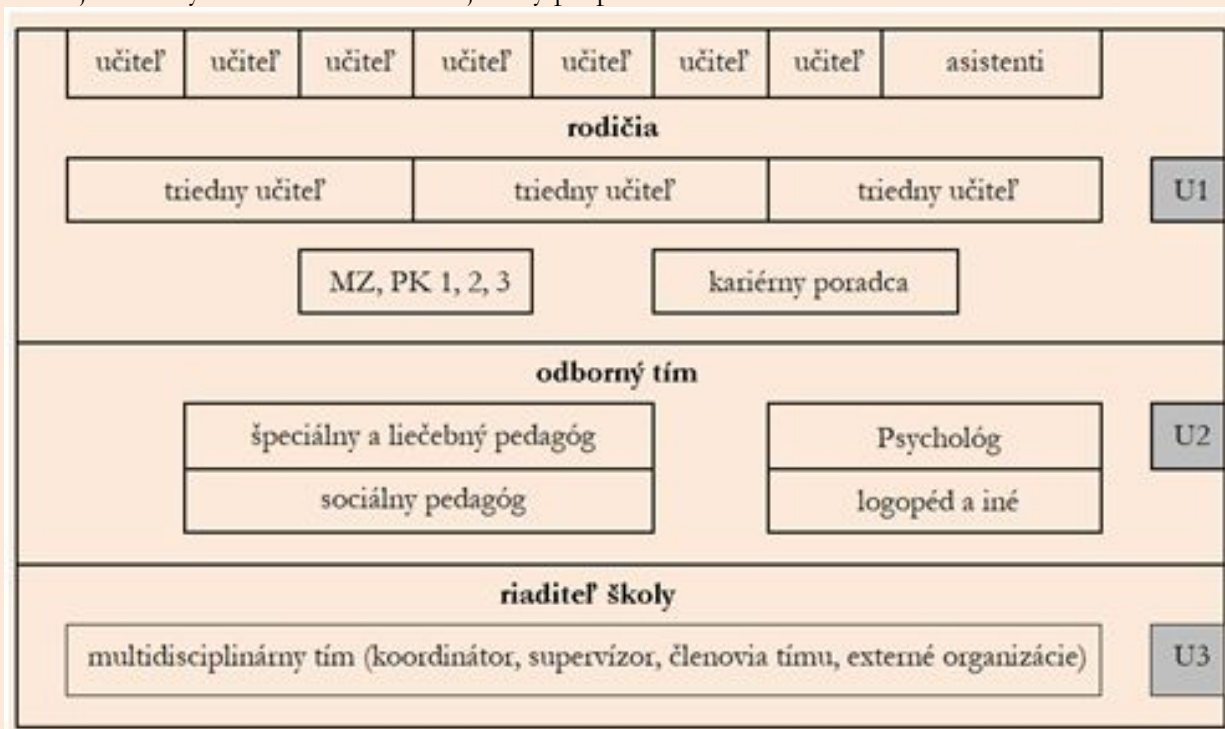 učiteľ učiteľ učiteľ učiteľ učiteľ učiteľ učiteľ asistenti
rodičia
triedny učiteľ triedny učiteľ triedny učiteľ U1
MZ, PK 1, 2, 3 kariérny poradca
odborný tím
špeciálny a liečebný pedagóg Psychológ U2
sociálny pedagóg logopéd a iné
riaditeľ školy
multidisciplinárny tím (koordinátor, supervízor, členovia tímu, externé organizácie) U3